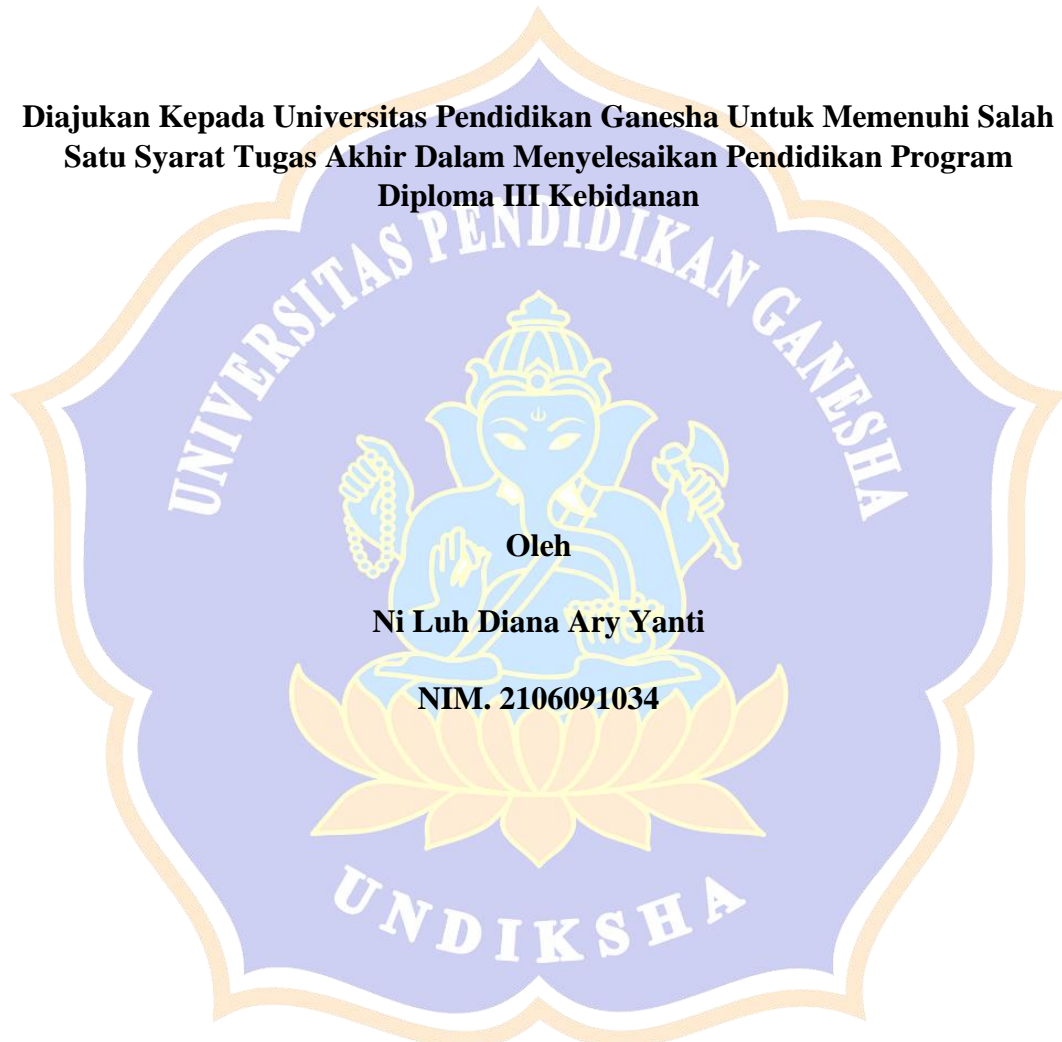 Diajukan Kepada Universitas Pendidikan Ganesha Untuk Memenuhi Salah
Satu Syarat Tugas Akhir Dalam Menyelesaikan Pendidikan Program
Diploma III Kebidanan
UNIVERSITAS PENDIDIKAN GANESHA
Oleh
Ni Luh Diana Ary Yanti
NIM. 2106091034
UNDIKSHA